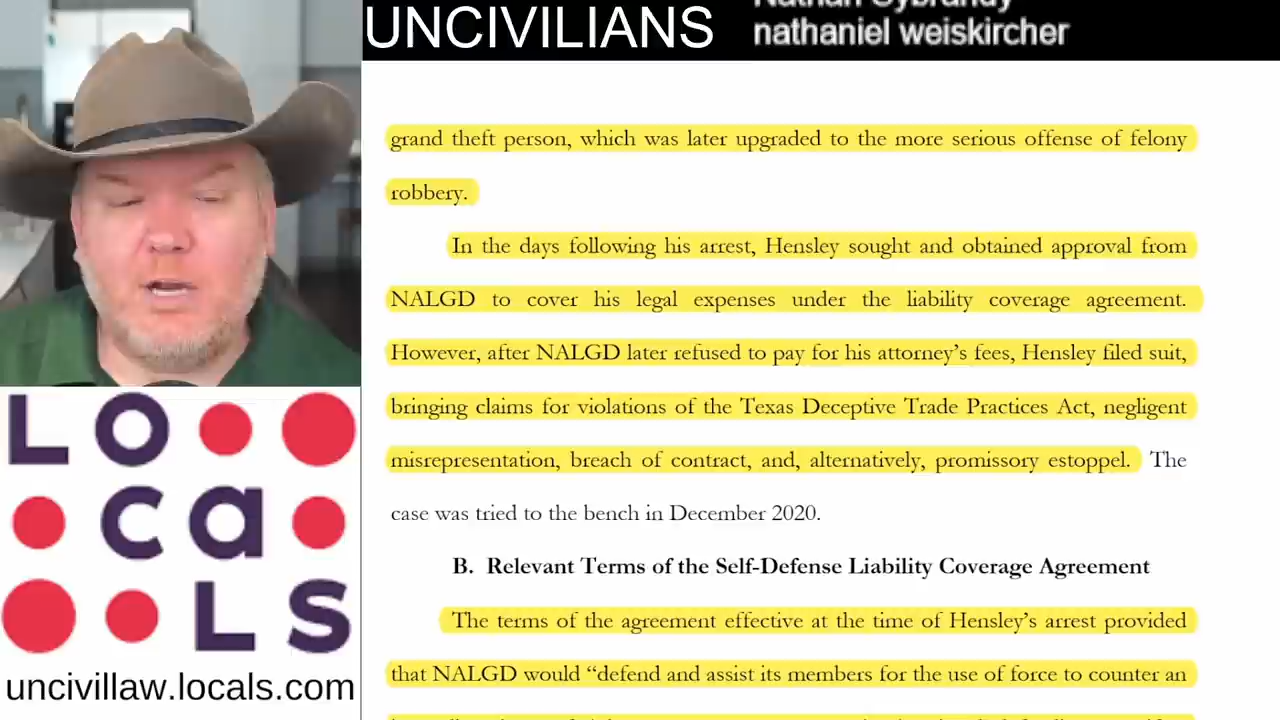 UNCIVILIANS
Nathan Sybrandy
nathaniel weiskircher
grand theft person, which was later upgraded to the more serious offense of felony
robbery.
In the days following his arrest, Hensley sought and obtained approval from
NALGD to cover his legal expenses under the liability coverage agreement.
However, after NALGD later refused to pay for his attorney's fees, Hensley filed suit,
bringing claims for violations of the Texas Deceptive Trade Practices Act, negligent
misrepresentation, breach of contract, and, alternatively, promissory estoppel. The
case was tried to the bench in December 2020.
B. Relevant Terms of the Self-Defense Liability Coverage Agreement
The terms of the agreement effective at the time of Hensley's arrest provided
that NALGD would “defend and assist its members for the use of force to counter an
LOcaLS
uncivillaw.locals.com